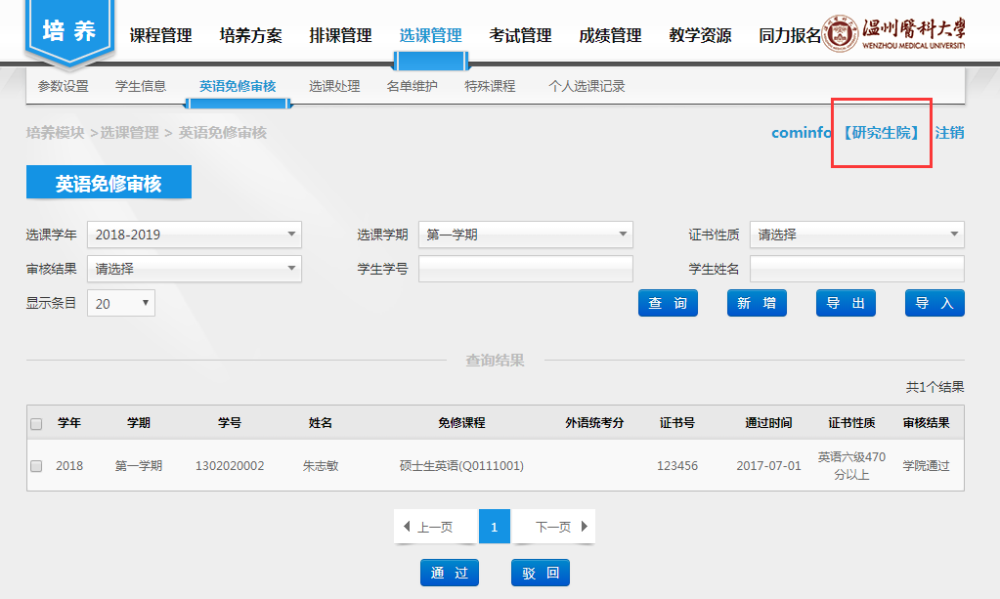 培养
课程管理 培养方案 排课管理 选课管理 考试管理 成绩管理 教学资源 同力报名 温州醫科大學
WENZHOU MEDICAL UNIVERSITY
参数设置 学生信息 英语免修审核 选课处理 名单维护 特殊课程 个人选课记录
培养模块 >选课管理 > 英语免修审核 cominfo 【研究生院】 注销
英语免修审核
选课学年 2018-2019 选课学期 第一学期 证书性质 请选择
审核结果 请选择 学生学号 学生姓名
显示条目 20 查 询 新 增 导 出 导 入
查询结果
共1个结果
学年 学期 学号 姓名 免修课程 外语统考分 证书号 通过时间 证书性质 审核结果
2018 第一学期 1302020002 朱志敏 硕士生英语(Q0111001) 123456 2017-07-01 英语六级470分以上 学院通过
上一页 1 下一页
通 过 驳 回